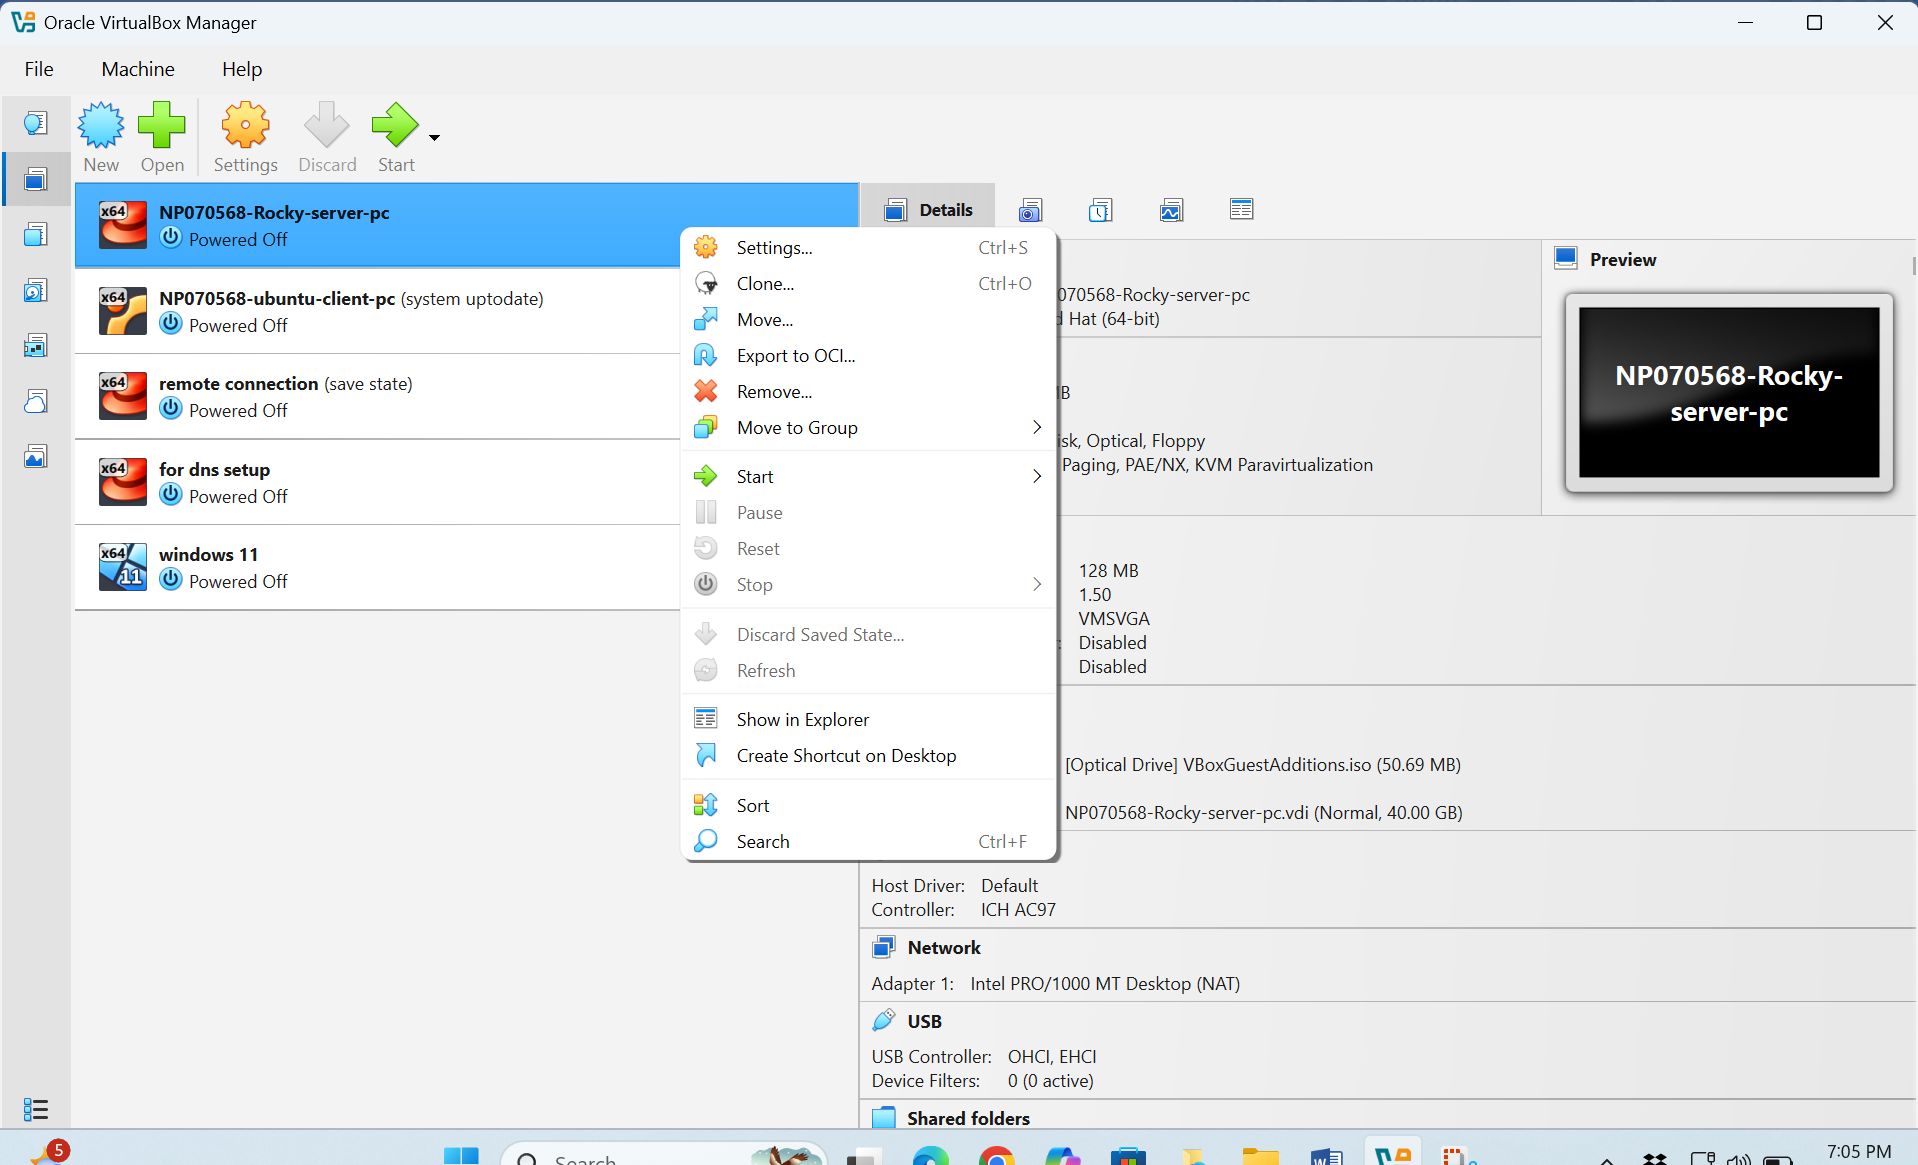 Oracle VirtualBox Manager
File Machine Help
New Open Settings Discard Start
x64 NP070568-Rocky-server-pc
Powered Off
x64 NP070568-ubuntu-client-pc (system uptodate)
Powered Off
x64 remote connection (save state)
Powered Off
x64 for dns setup
Powered Off
x64 11 windows 11
Powered Off
Settings... Ctrl+S
Clone... Ctrl+O
Move...
Export to OCI...
Remove...
Move to Group
Start
Pause
Reset
Stop
Discard Saved State...
Refresh
Show in Explorer
Create Shortcut on Desktop
Sort
Search Ctrl+F
Details
070568-Rocky-server-pc
d Hat (64-bit)
MB
isk, Optical, Floppy
Paging, PAE/NX, KVM Paravirtualization
Preview
NP070568-Rocky-
server-pc
128 MB
1.50
VMSVGA
: Disabled
Disabled
[Optical Drive] VBoxGuestAdditions.iso (50.69 MB)
NP070568-Rocky-server-pc.vdi (Normal, 40.00 GB)
Host Driver: Default
Controller: ICH AC97
Network
Adapter 1: Intel PRO/1000 MT Desktop (NAT)
USB
USB Controller: OHCI, EHCI
Device Filters: 0 (0 active)
Shared folders
5
Search
7:05 PM